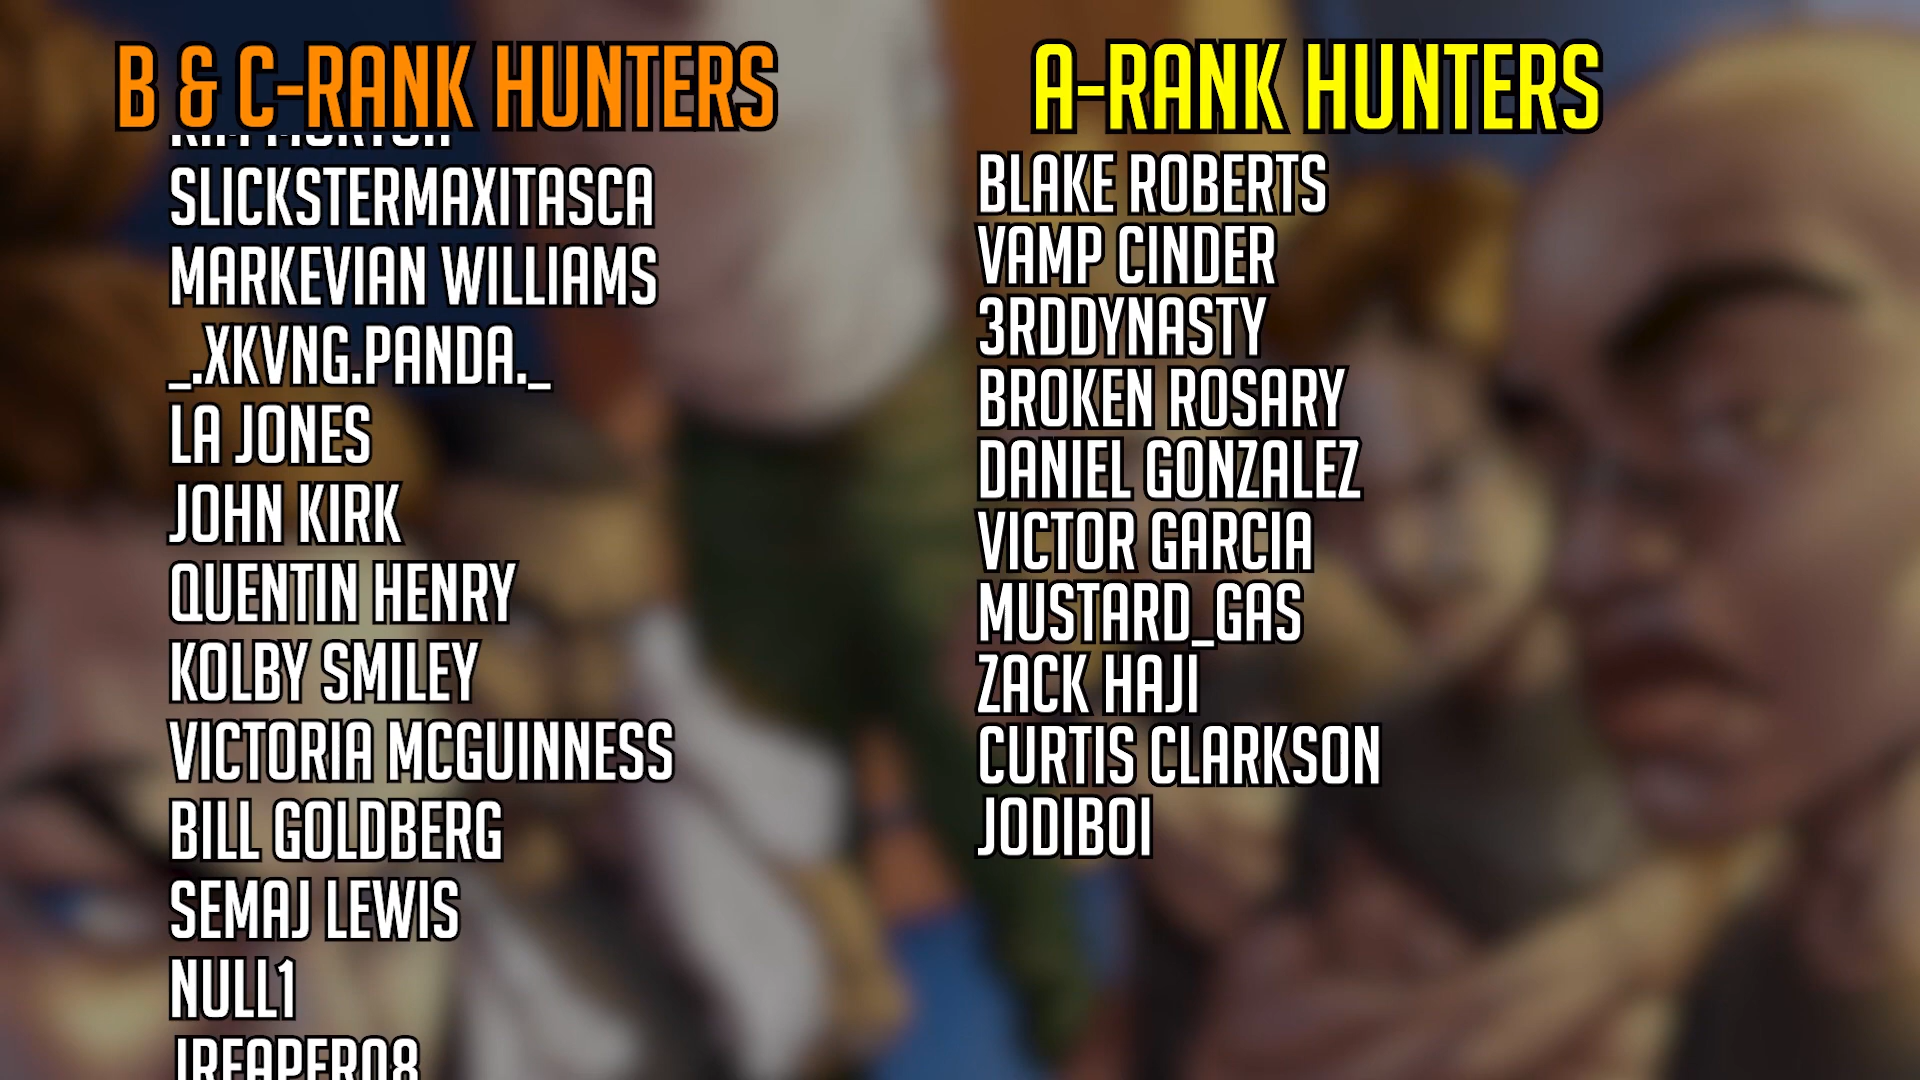 B & C-RANK HUNTERS
SLICKSTERMAXITASCA
MARKEVIAN WILLIAMS
_.XKVNG.PANDA._
LA JONES
JOHN KIRK
QUENTIN HENRY
KOLBY SMILEY
VICTORIA MCGUINNESS
BILL GOLDBERG
SEMAJ LEWIS
NULL1
A-RANK HUNTERS
BLAKE ROBERTS
VAMP CINDER
3RDDYNASTY
BROKEN ROSARY
DANIEL GONZALEZ
VICTOR GARCIA
MUSTARD_GAS
ZACK HAJI
CURTIS CLARKSON
JODIBOI